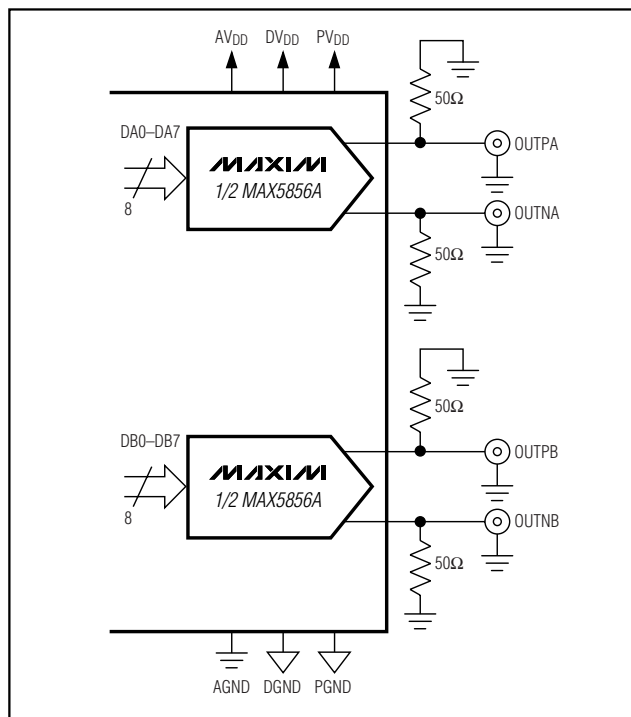 AVDD DVDD PVDD
50Ω
DA0–DA7
OUTPA
MAXIM
1/2 MAX5856A
8
OUTNA
50Ω
50Ω
DB0–DB7
OUTPB
MAXIM
1/2 MAX5856A
8
OUTNB
50Ω
AGND DGND PGND